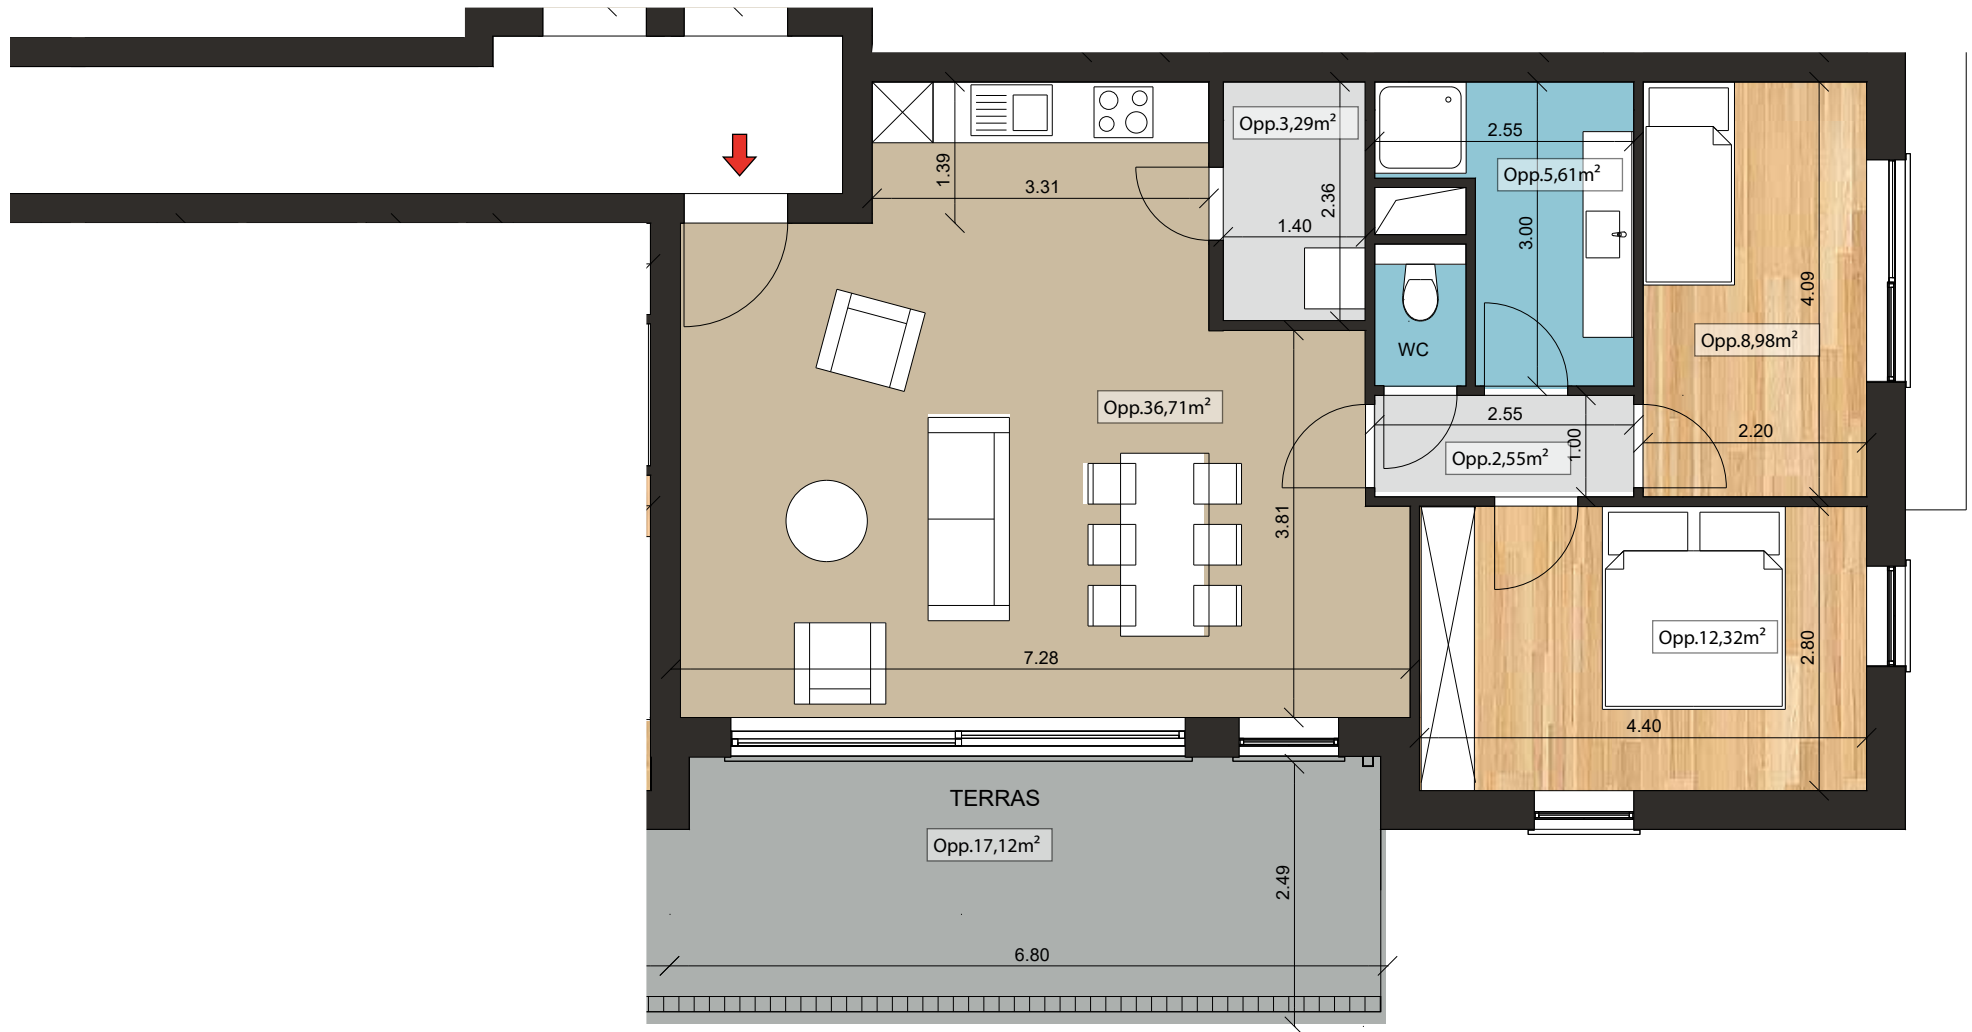 Opp.3,29m²
2.55
1.39
Opp.5,61m²
3.31
2.36
1.40
3.00
4.09
Opp.8,98m²
WC
Opp.36,71m²
2.55
2.20
1.00
Opp.2,55m²
3.81
Opp.12,32m²
2.80
7.28
4.40
TERRAS
Opp.17,12m²
2.49
6.80